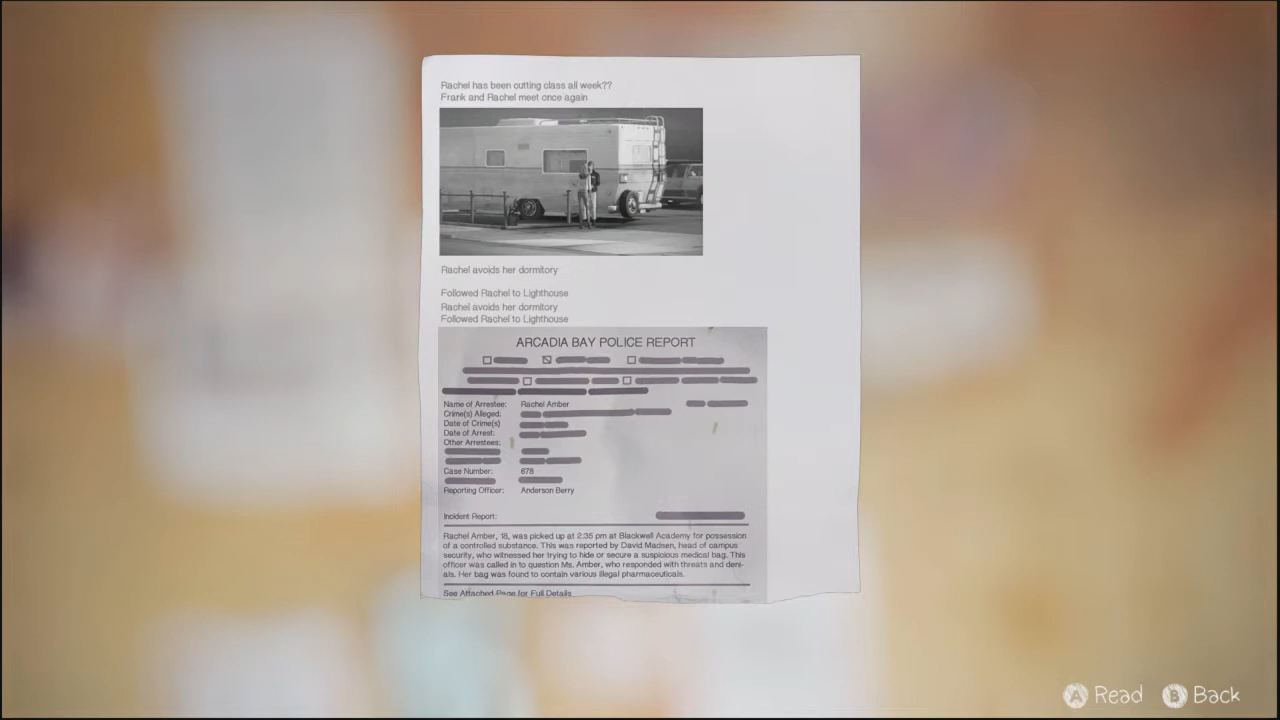 Rachel has been cutting class all week??
Frank and Rachel meet once again
Rachel avoids her dormitory
Followed Rachel to Lighthouse
Rachel avoids her dormitory
Followed Rachel to Lighthouse
ARCADIA BAY POLICE REPORT
Name of Arrestee: Rachel Amber
Crime(s) Alleged:
Date of Crime(s)
Date of Arrest:
Other Arrestees:
Case Number: 678
Reporting Officer: Anderson Berry
Incident Report:
Rachel Amber, 18, was picked up at 2:35 pm at Blackwell Academy for possession
of a controlled substance. This was reported by David Madsen, head of campus
security, who witnessed her trying to hide or secure a suspicious medical bag. This
officer was called in to question Ms. Amber, who responded with threats and deni-
als. Her bag was found to contain various illegal pharmaceuticals.
See Attached Page for Full Details
A Read B Back